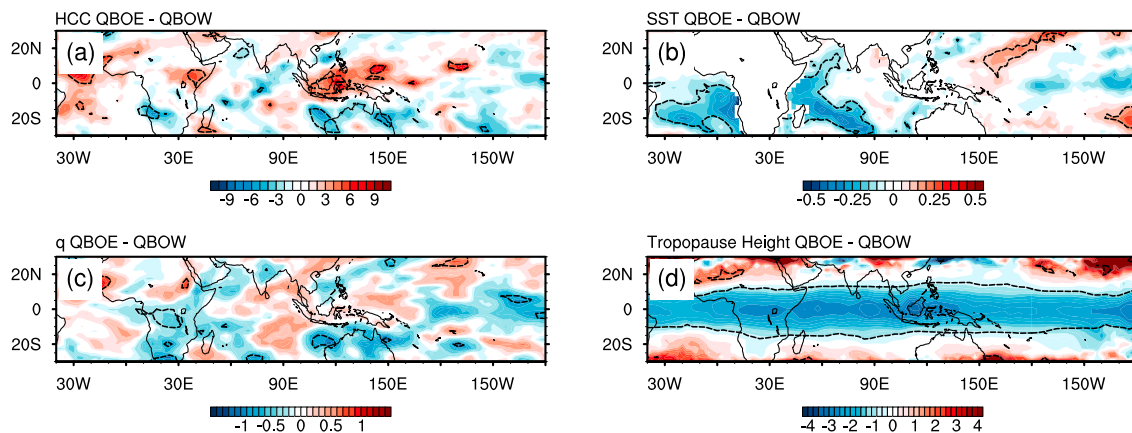 HCC QBOE - QBOW
(a)
20N
0
20S
30W 30E 90E 150E 150W
-9 -6 -3 0 3 6 9
SST QBOE - QBOW
(b)
20N
0
20S
30W 30E 90E 150E 150W
-0.5 -0.25 0 0.25 0.5
q QBOE - QBOW
(c)
20N
0
20S
30W 30E 90E 150E 150W
-1 -0.5 0 0.5 1
Tropopause Height QBOE - QBOW
(d)
20N
0
20S
30W 30E 90E 150E 150W
-4 -3 -2 -1 0 1 2 3 4